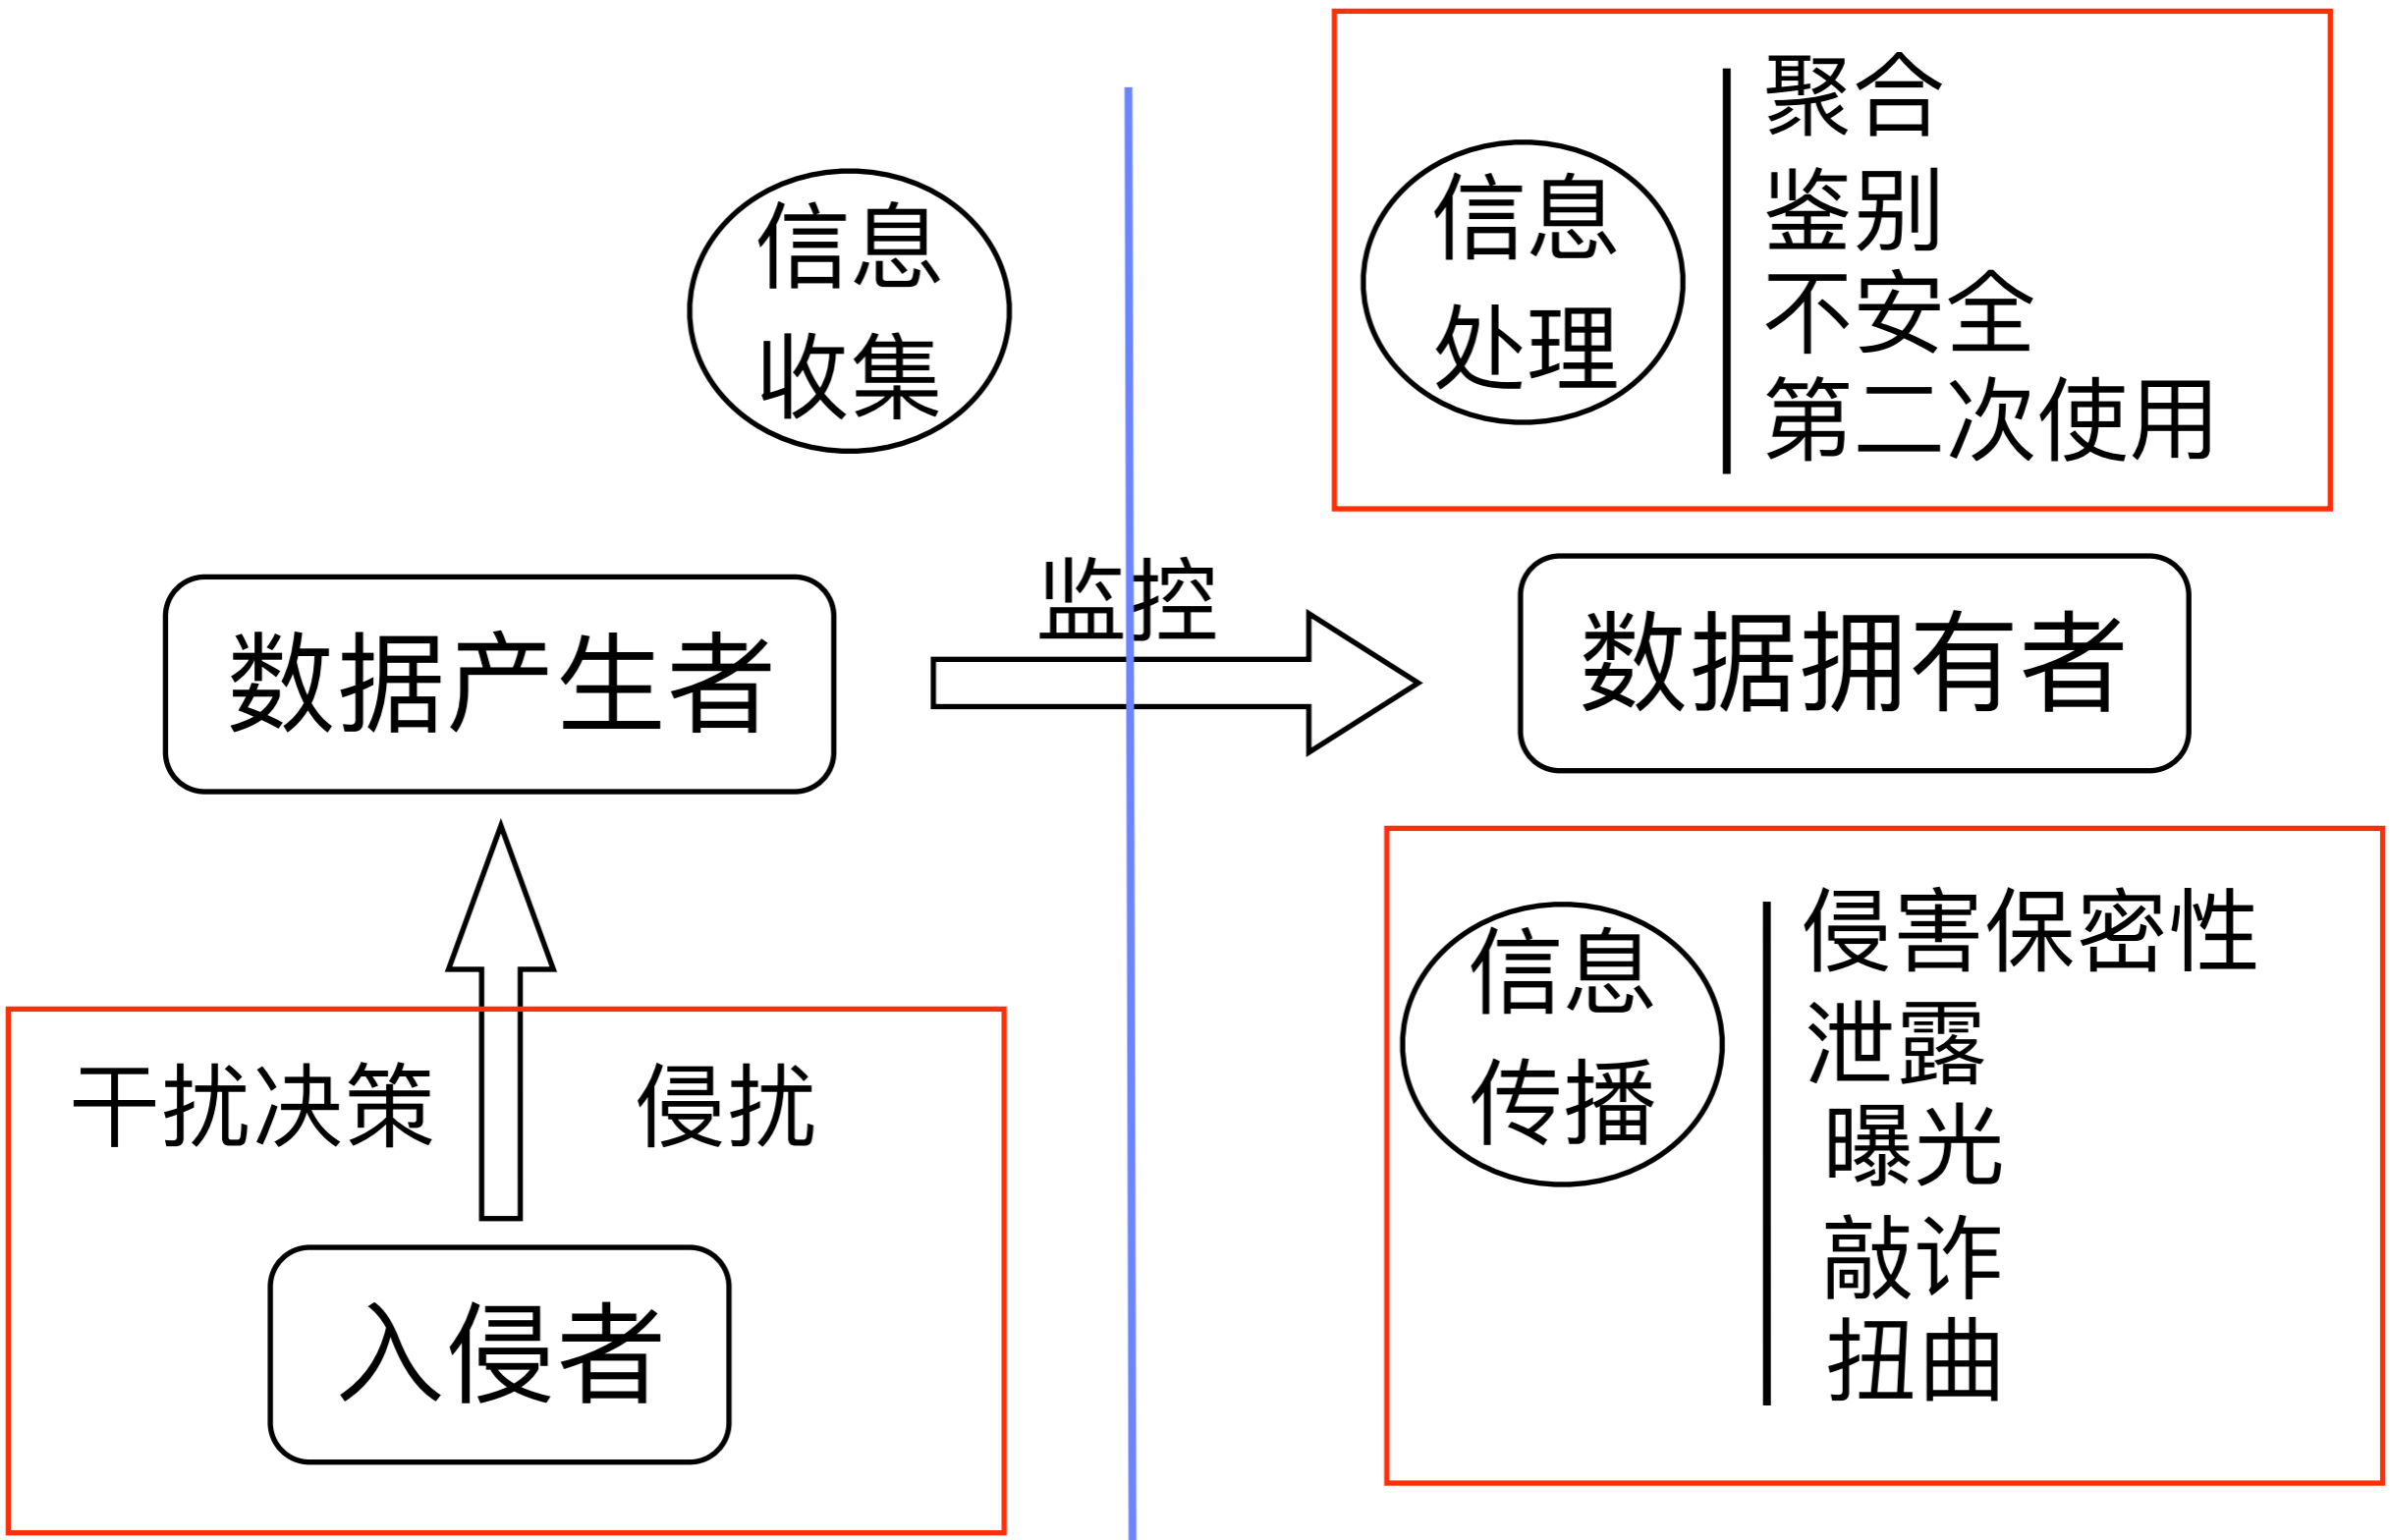 信息
收集
数据产生者
干扰决策
侵扰
入侵者
监控
信息
处理
聚合
鉴别
不安全
第二次使用
数据拥有者
信息
传播
侵害保密性
泄露
曝光
敲诈
扭曲